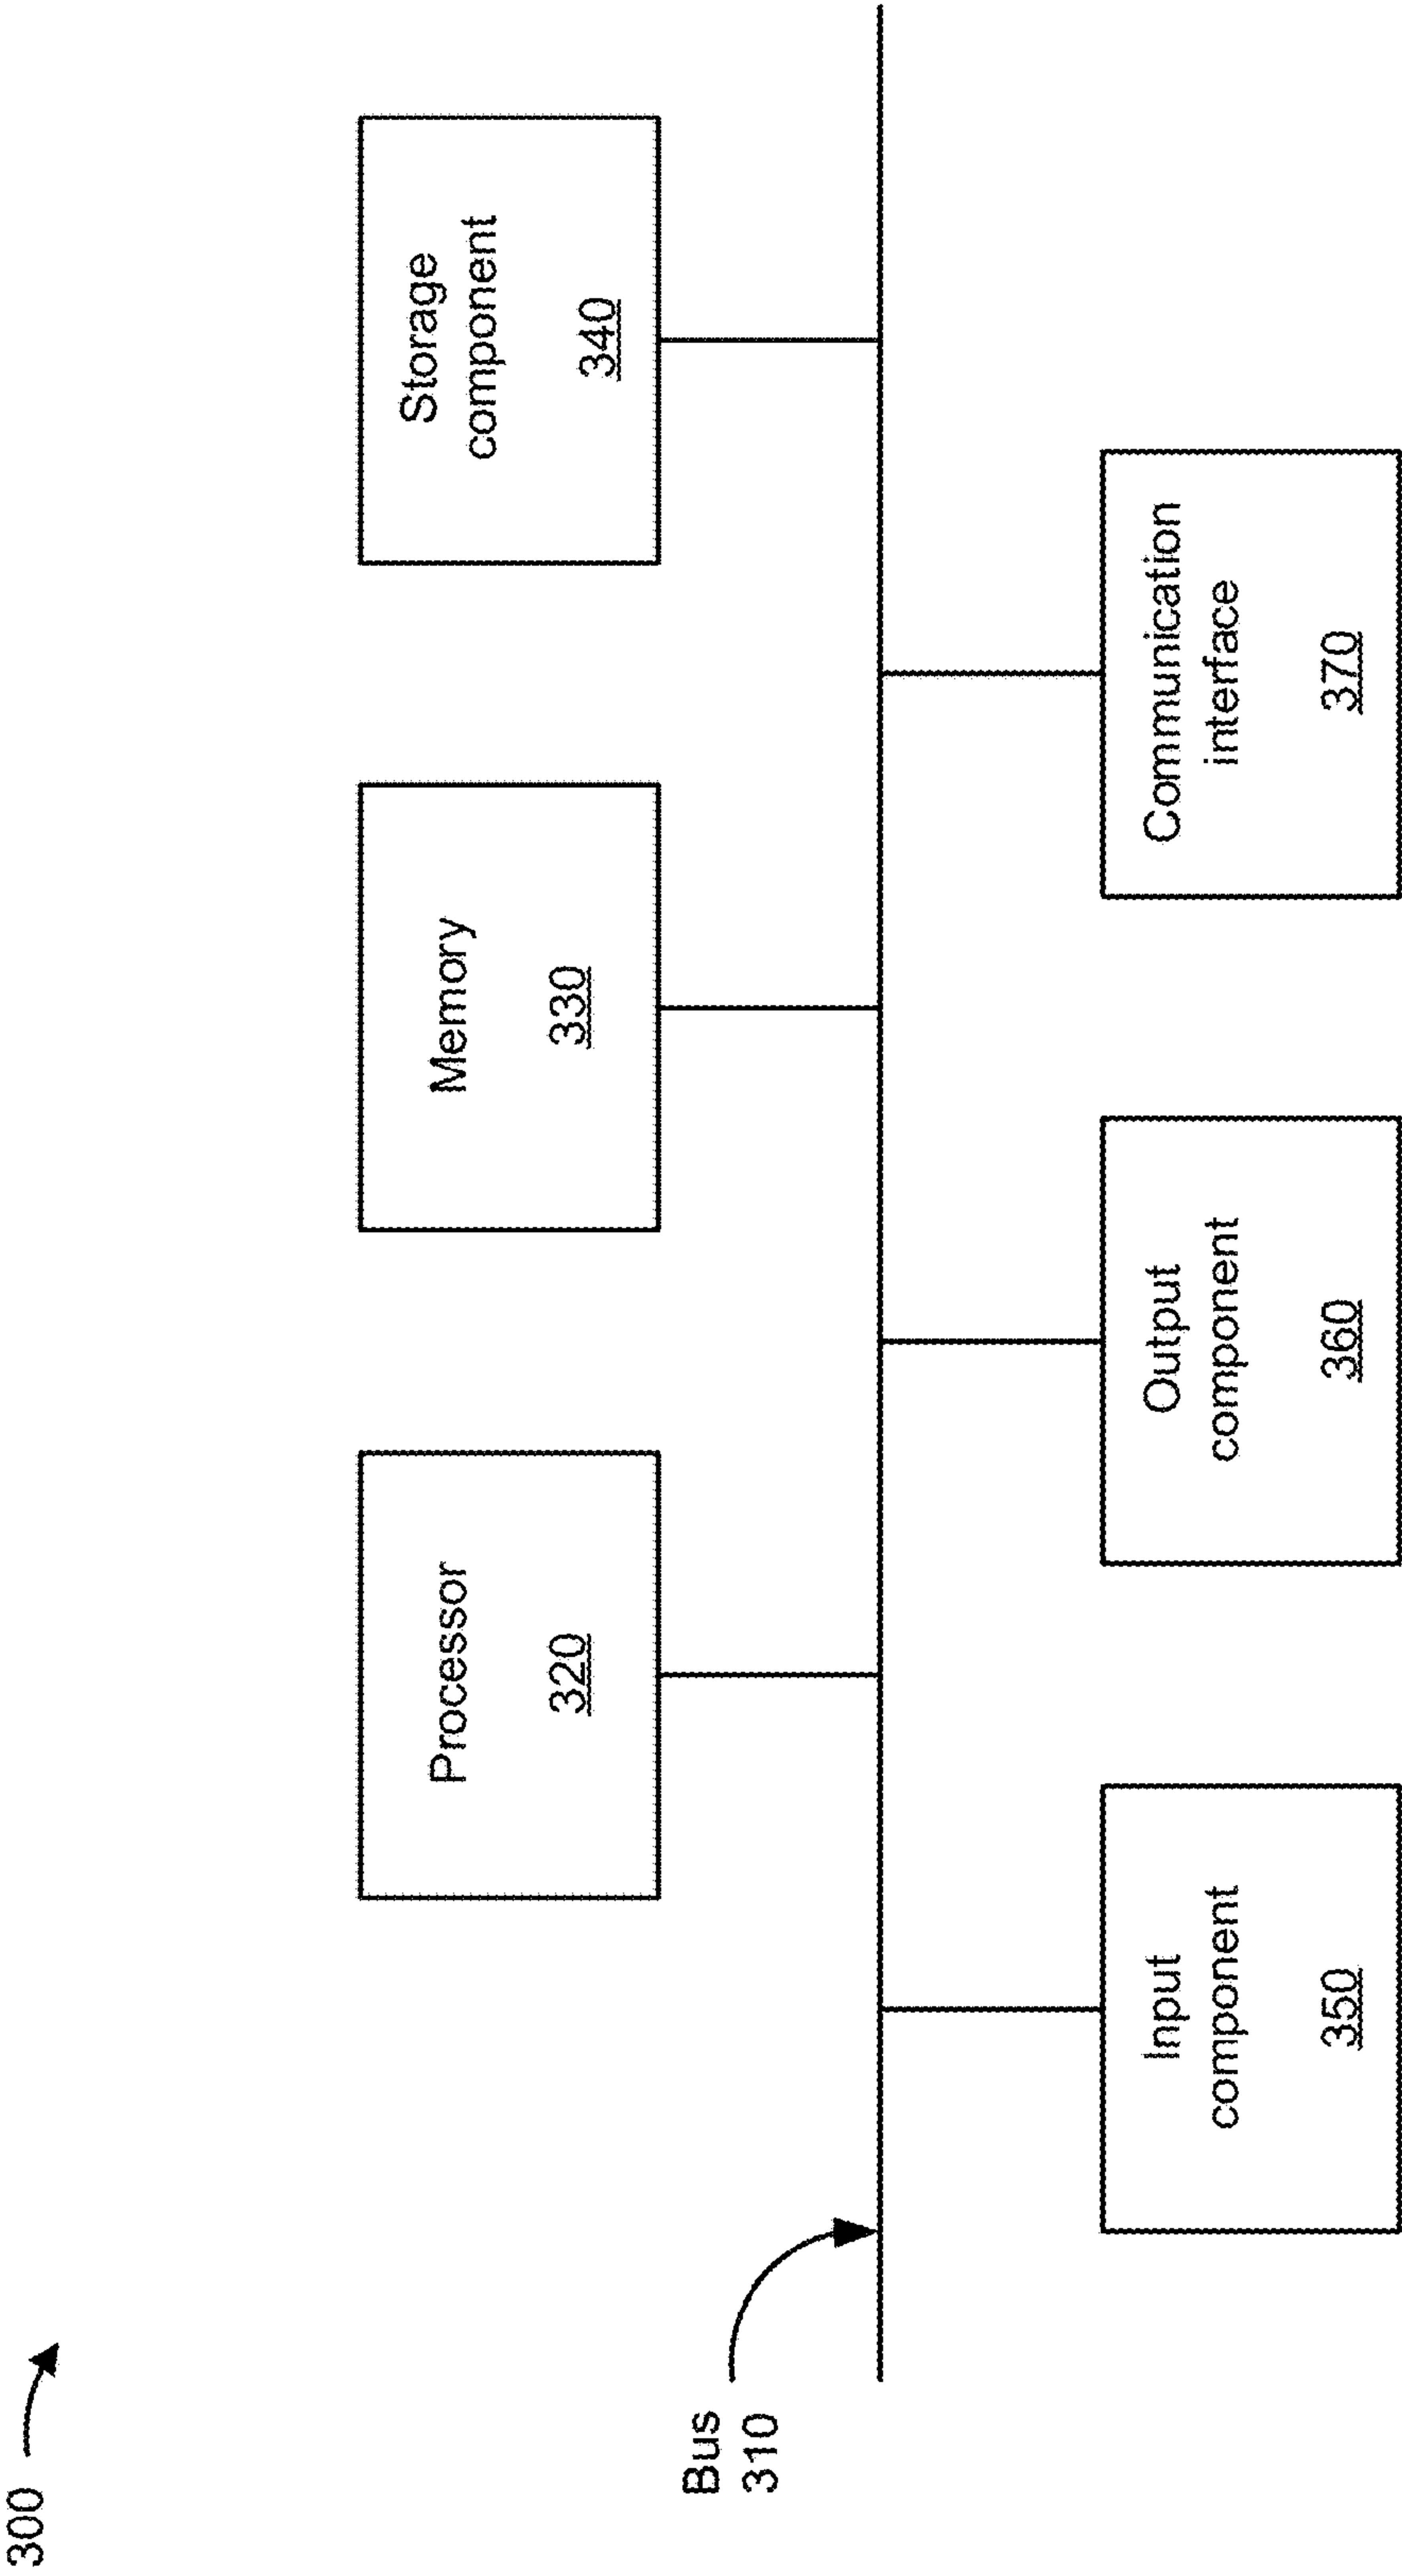 300
Processor
320
Memory
330
Storage
component
340
Bus
310
Input
component
350
Output
component
360
Communication
interface
370